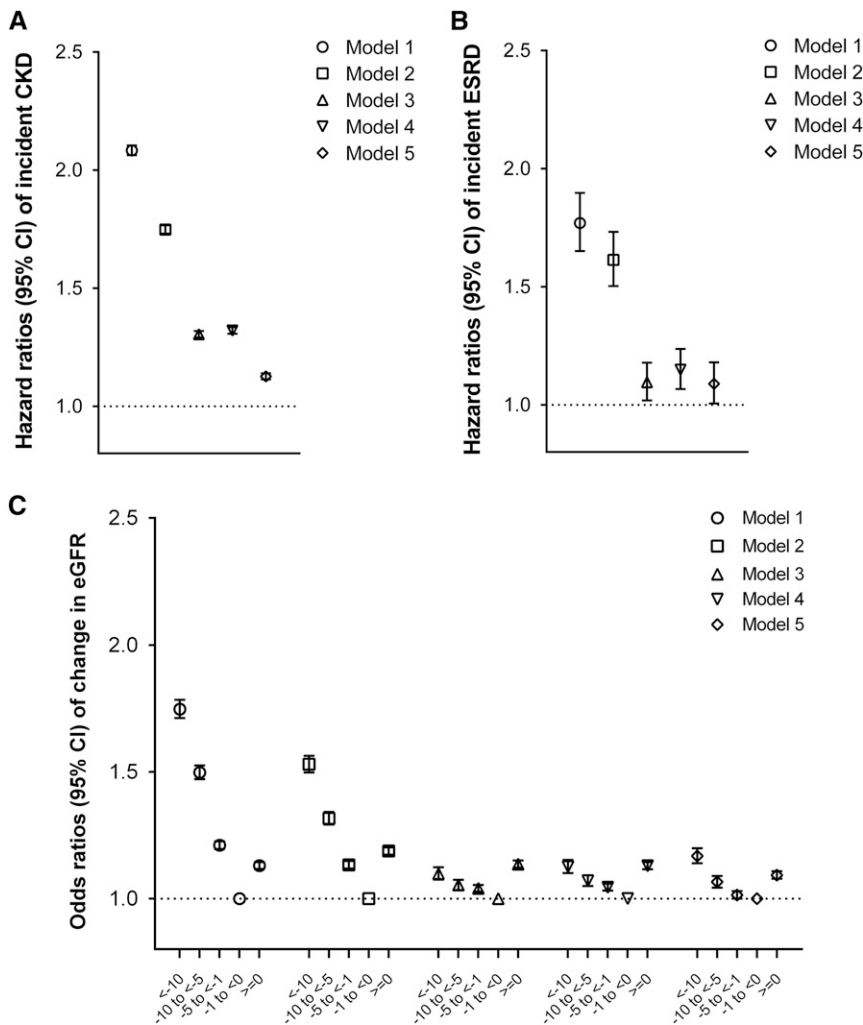 A
Hazard ratios (95% CI) of incident CKD
2.5
2.0
1.5
1.0
Model 1
Model 2
Model 3
Model 4
Model 5
B
Hazard ratios (95% CI) of incident ESRD
2.5
2.0
1.5
1.0
Model 1
Model 2
Model 3
Model 4
Model 5
C
Odds ratios (95% CI) of change in eGFR
2.5
2.0
1.5
1.0
Model 1
Model 2
Model 3
Model 4
Model 5
<-10
-10 to <-5
-5 to <-1
-1 to <0
>=0
<-10
-10 to <-5
-5 to <-1
-1 to <0
>=0
<-10
-10 to <-5
-5 to <-1
-1 to <0
>=0
<-10
-10 to <-5
-5 to <-1
-1 to <0
>=0
<-10
-10 to <-5
-5 to <-1
-1 to <0
>=0